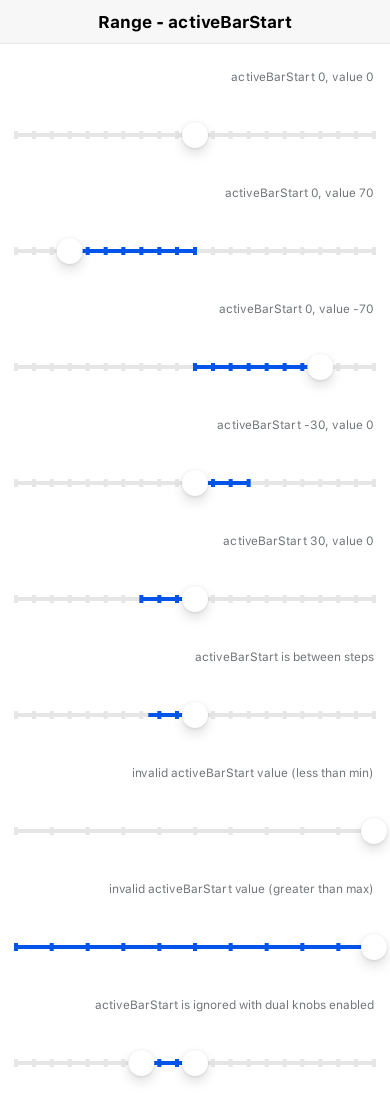 Range - activeBarStart
activeBarStart 0, value 0
activeBarStart 0, value 70
activeBarStart 0, value -70
activeBarStart -30, value 0
activeBarStart 30, value 0
activeBarStart is between steps
invalid activeBarStart value (less than min)
invalid activeBarStart value (greater than max)
activeBarStart is ignored with dual knobs enabled